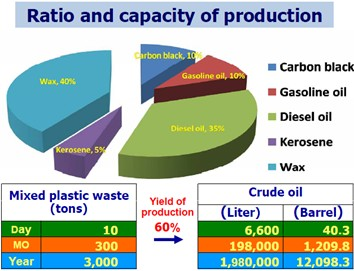 Ratio and capacity of production
Carbon black, 10%
Gasoline oil, 10%
Diesel oil, 35%
Kerosene, 5%
Wax, 40%
Carbon black
Gasoline oil
Diesel oil
Kerosene
Wax
Mixed plastic waste
(tons)
Day 10
MO 300
Year 3,000
Yield of
production
60%
Crude oil
(Liter) (Barrel)
6,600 40.3
198,000 1,209.8
1,980,000 12,098.3